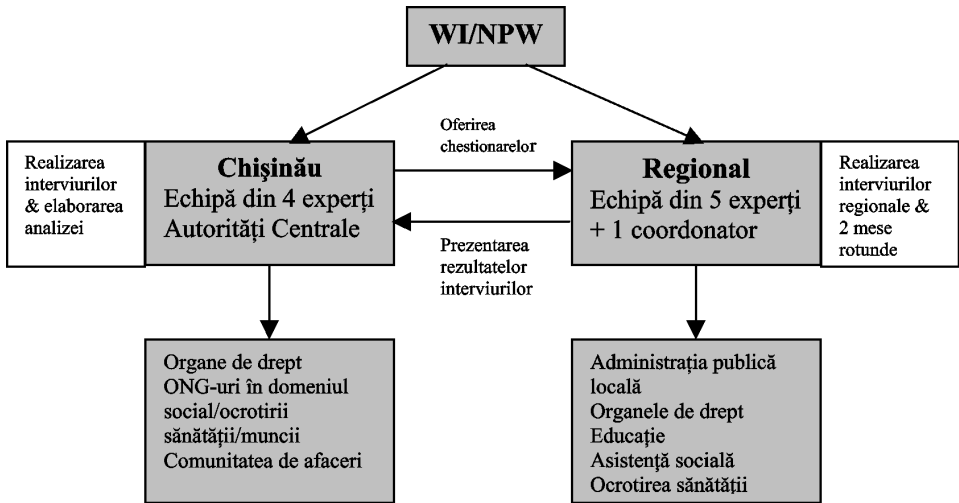 WI/NPW
Oferirea
chestionarelor
Realizarea
interviurilor
& elaborarea
analizei
Chişinău
Echipă din 4 experţi
Autorităţi Centrale
Regional
Echipă din 5 experţi
+ 1 coordonator
Realizarea
interviurilor
regionale &
2 mese
rotunde
Prezentarea
rezultatelor
interviurilor
Organe de drept
ONG-uri în domeniul
social/ocrotirii
sănătăţii/muncii
Comunitatea de afaceri
Administraţia publică
locală
Organele de drept
Educaţie
Asistenţă socială
Ocrotirea sănătăţii